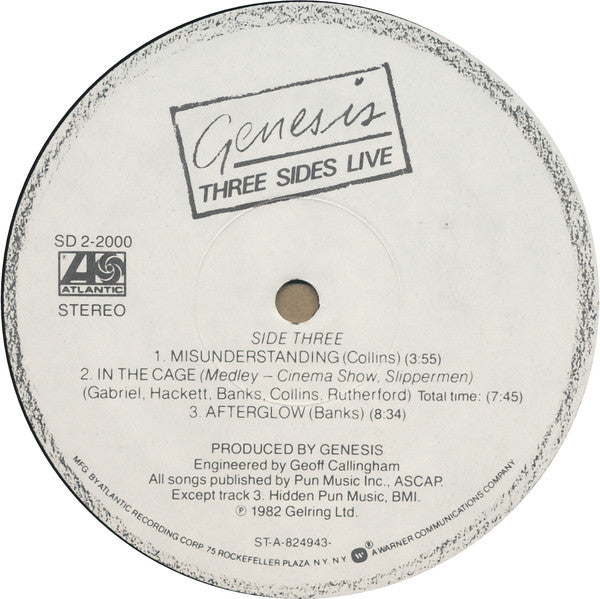 Genesis
THREE SIDES LIVE
SD 2-2000
ATLANTIC
STEREO
SIDE THREE
1. MISUNDERSTANDING (Collins) (3:55)
2. IN THE CAGE (Medley – Cinema Show, Slippermen)
(Gabriel, Hackett, Banks, Collins, Rutherford) Total time: (7:45)
3. AFTERGLOW (Banks) (8:34)
PRODUCED BY GENESIS
Engineered by Geoff Callingham
All songs published by Pun Music Inc., ASCAP.
Except track 3. Hidden Pun Music, BMI.
℗ 1982 Gelring Ltd.
ST-A-824943-
MFG. BY ATLANTIC RECORDING CORP. 75 ROCKEFELLER PLAZA, N.Y. N.Y. W ® A WARNER COMMUNICATIONS COMPANY